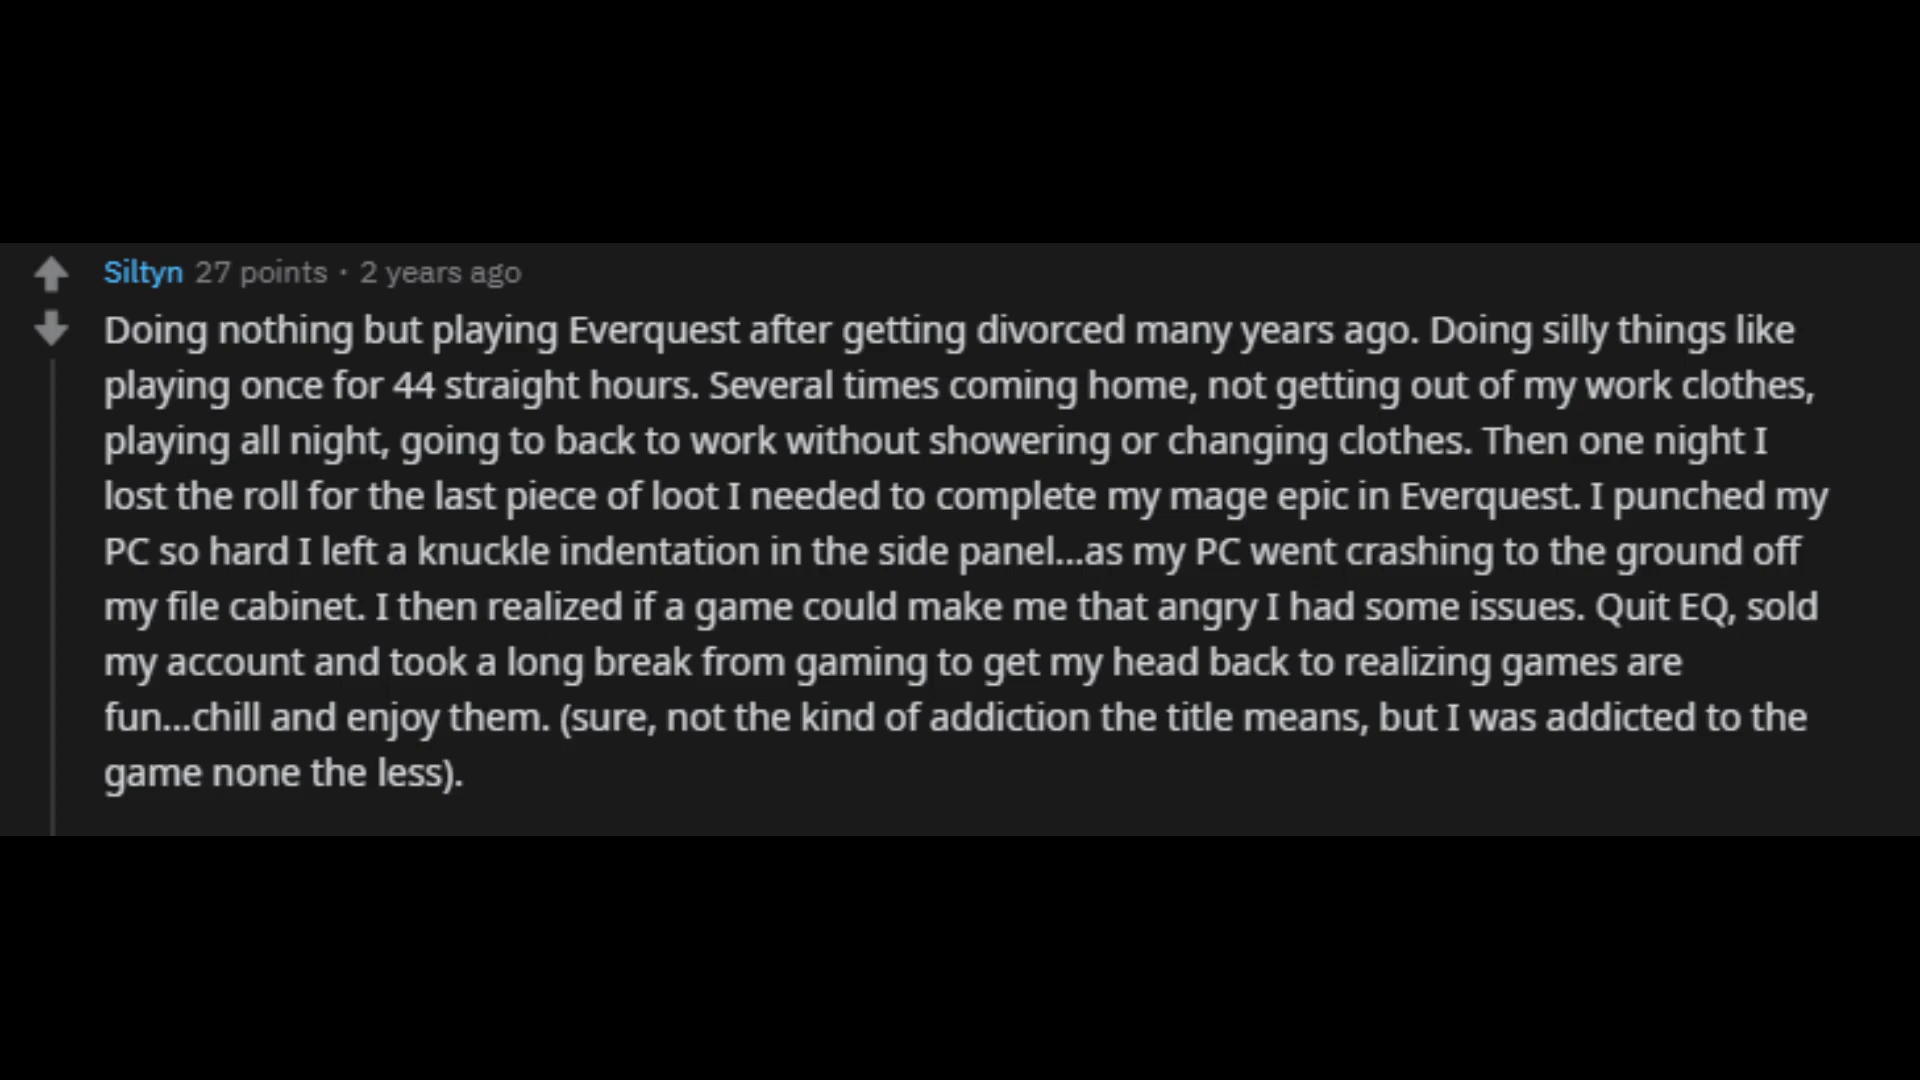 Siltyn 27 points · 2 years ago
Doing nothing but playing Everquest after getting divorced many years ago. Doing silly things like
playing once for 44 straight hours. Several times coming home, not getting out of my work clothes,
playing all night, going to back to work without showering or changing clothes. Then one night I
lost the roll for the last piece of loot I needed to complete my mage epic in Everquest. I punched my
PC so hard I left a knuckle indentation in the side panel...as my PC went crashing to the ground off
my file cabinet. I then realized if a game could make me that angry I had some issues. Quit EQ, sold
my account and took a long break from gaming to get my head back to realizing games are
fun...chill and enjoy them. (sure, not the kind of addiction the title means, but I was addicted to the
game none the less).